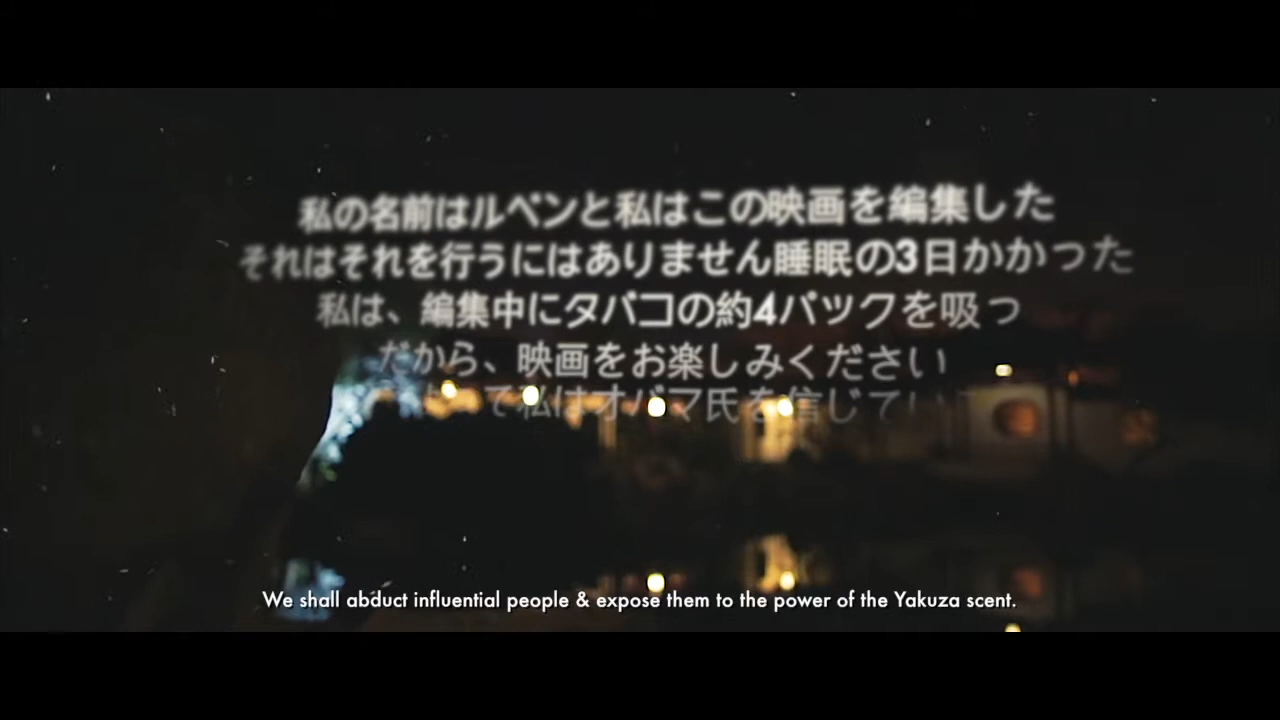 私の名前はルベンと私はこの映画を編集した
それはそれを行うにはありません睡眠の3日かかった
私は、編集中にタバコの約4パックを吸っ
だから、映画をお楽しみください
で私はオバマ氏を信じてい
We shall abduct influential people & expose them to the power of the Yakuza scent.